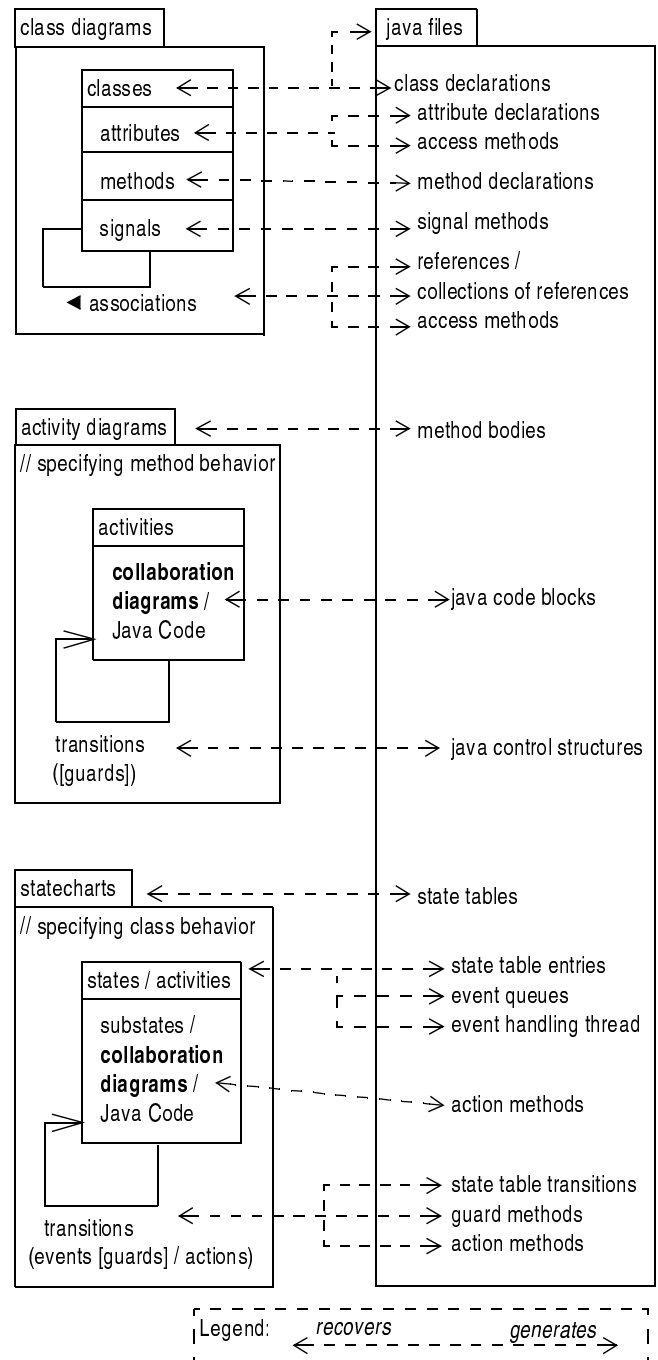 class diagrams
java files
classes
class declarations
attributes
attribute declarations
access methods
methods
method declarations
signals
signal methods
associations
references /
collections of references
access methods
activity diagrams
method bodies
// specifying method behavior
activities
collaboration
diagrams /
Java Code
java code blocks
transitions
([guards])
java control structures
statecharts
state tables
// specifying class behavior
states / activities
state table entries
event queues
event handling thread
substates /
collaboration
diagrams /
Java Code
action methods
transitions
(events [guards] / actions)
state table transitions
guard methods
action methods
Legend: recovers generates